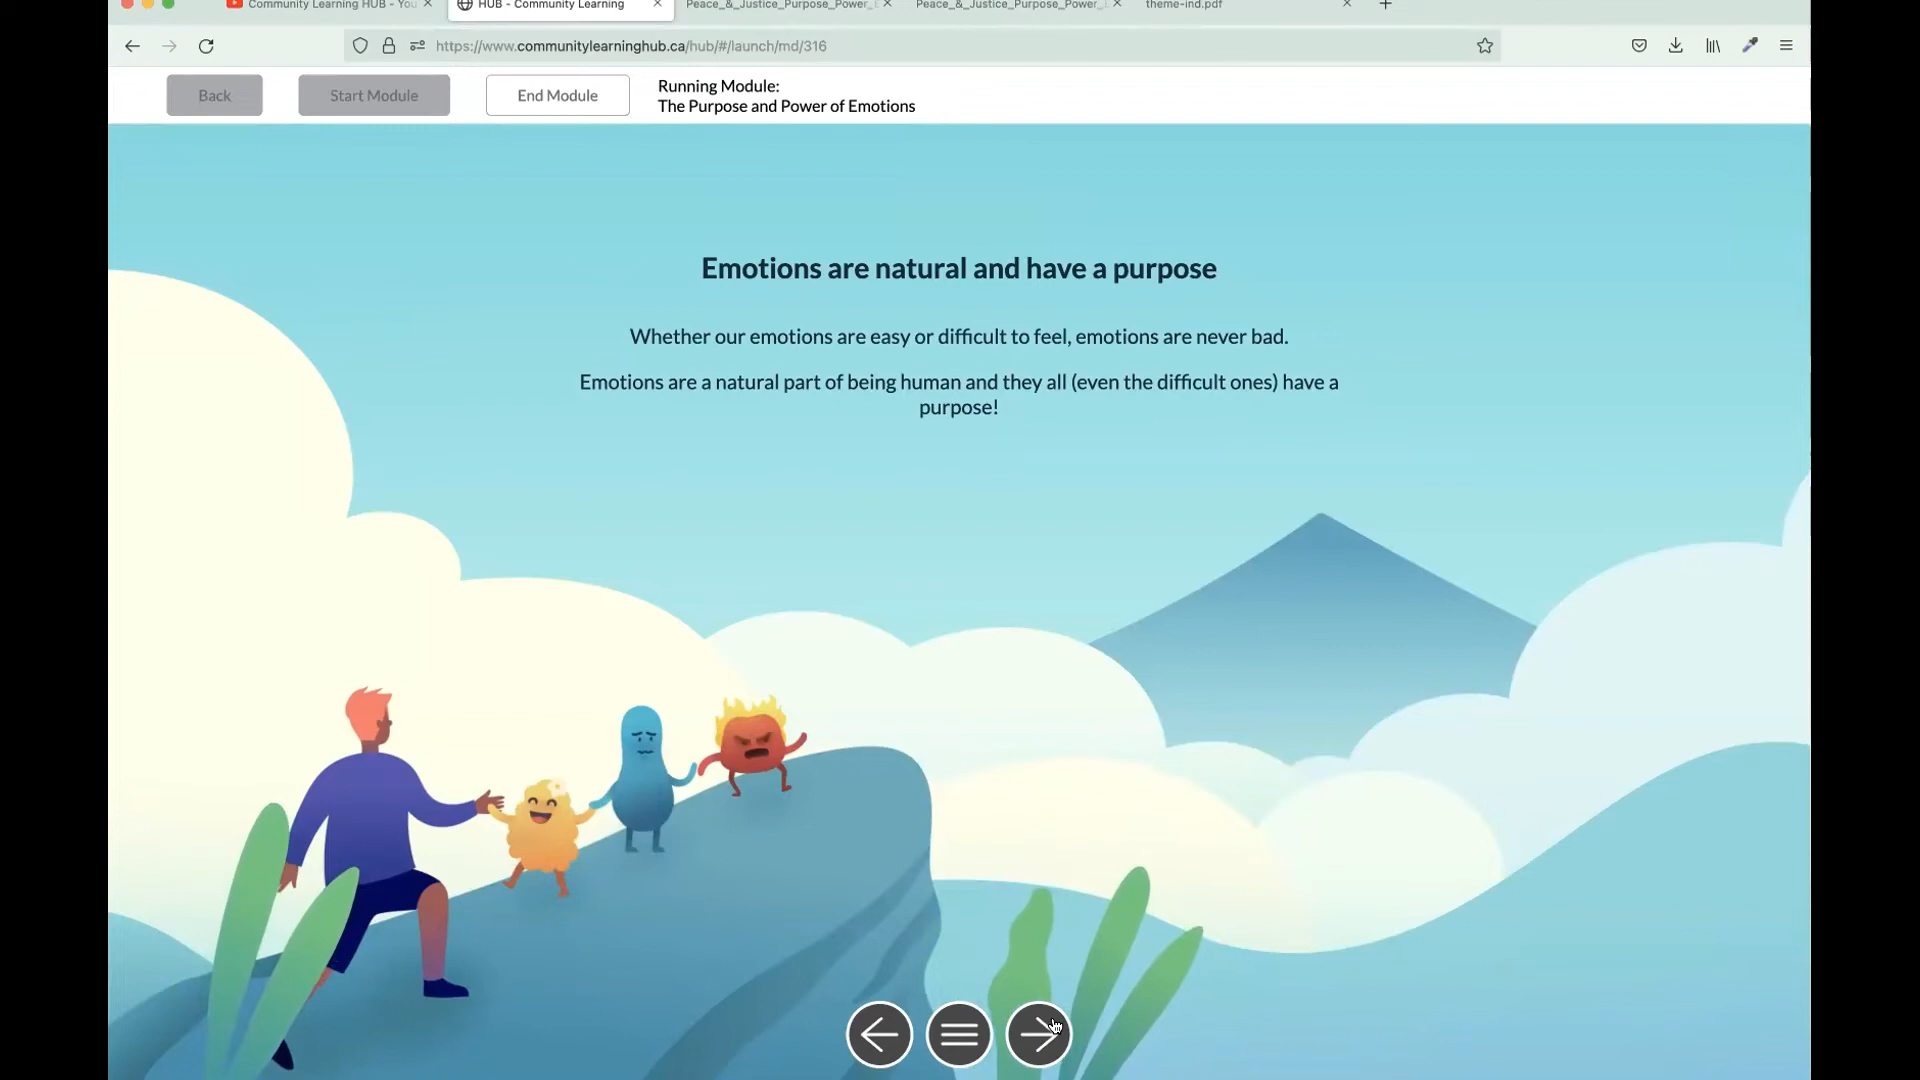 Community Learning HUB - You
HUB - Community Learning
Peace_&_Justice_Purpose_Power_E
Peace_&_Justice_Purpose_Power_E
theme-ind.pdf
https://www.communitylearninghub.ca/hub/#/launch/md/316
Back
Start Module
End Module
Running Module:
The Purpose and Power of Emotions
Emotions are natural and have a purpose
Whether our emotions are easy or difficult to feel, emotions are never bad.
Emotions are a natural part of being human and they all (even the difficult ones) have a
purpose!